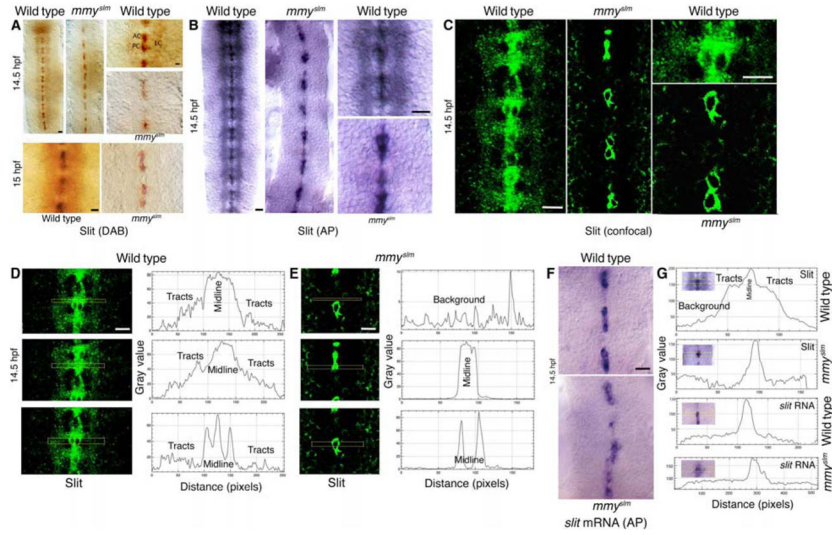 Wild type mmy^slm Wild type
A
AC
PC
EC
14.5 hpf
mmy^slm
15 hpf
Wild type mmy^slm
Slit (DAB)
Wild type mmy^slm Wild type
B
14.5 hpf
mmy^slm
Slit (AP)
Wild type mmy^slm Wild type
C
14.5 hpf
mmy^slm
Slit (confocal)
Wild type
D
14.5 hpf
Gray value
Tracts Midline Tracts
Tracts Midline Tracts
Tracts Midline Tracts
Slit
Distance (pixels)
mmy^slm
E
Gray value
Background
Midline
Midline
Slit
Distance (pixels)
Wild type
F
14.5 hpf
mmy^slm
slit mRNA (AP)
G
Slit
Tracts Midline Tracts
Background
Wild type
Slit
mmy^slm
slit RNA
Wild type
slit RNA
mmy^slm
Gray value
Distance (pixels)